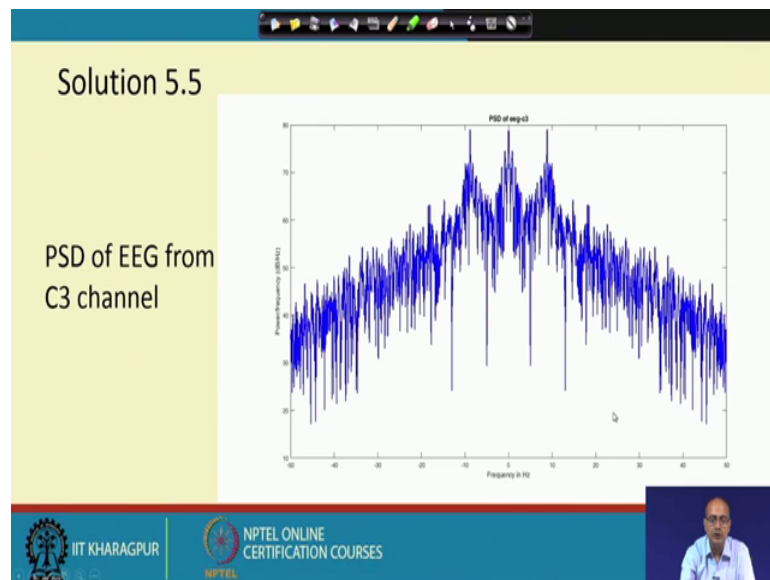 Solution 5.5
PSD of EEG from
C3 channel
PSD of eeg-c3
80
70
60
50
40
30
20
10
Power/frequency (dB/Hz)
-50 -40 -30 -20 -10 0 10 20 30 40 50
Frequency in Hz
IIT KHARAGPUR
NPTEL
NPTEL ONLINE
CERTIFICATION COURSES